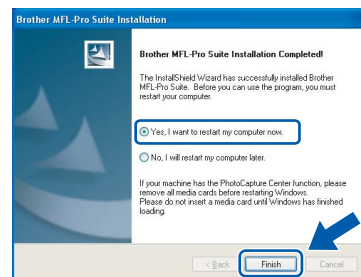 Brother MFL-Pro Suite Installation
Brother MFL-Pro Suite Installation Completed!
The InstallShield Wizard has successfully installed Brother
MFL-Pro Suite. Before you can use the program, you must
restart your computer.
Yes, I want to restart my computer now.
No, I will restart my computer later.
If your machine has the PhotoCapture Center function, please
remove all media cards before restarting Windows.
Please do not insert a media card until Windows has finished
loading.
< Back
Finish
Cancel